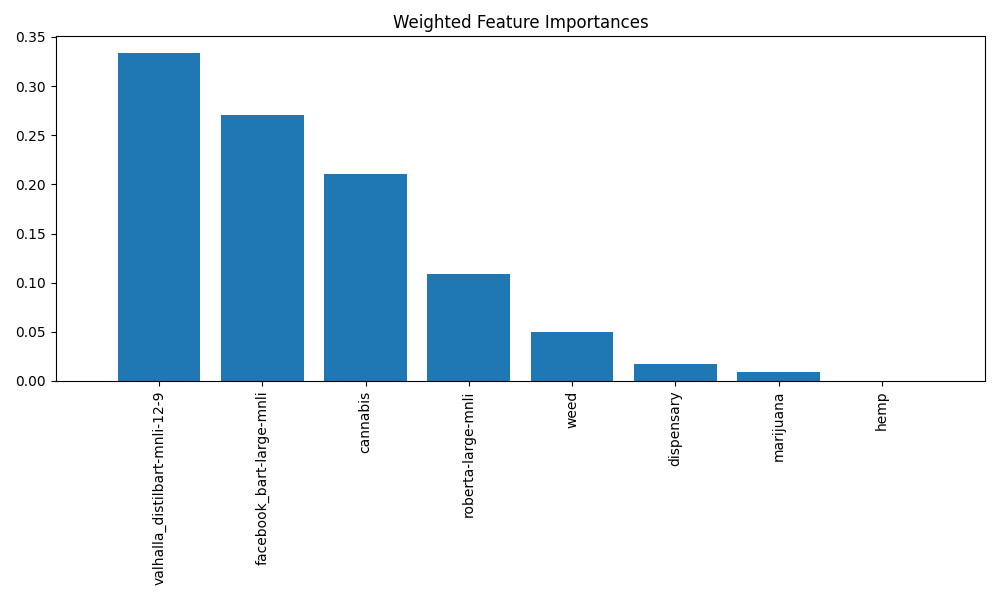 Weighted Feature Importances
0.35
0.30
0.25
0.20
0.15
0.10
0.05
0.00
valhalla_distilbart-mnli-12-9
facebook_bart-large-mnli
cannabis
roberta-large-mnli
weed
dispensary
marijuana
hemp